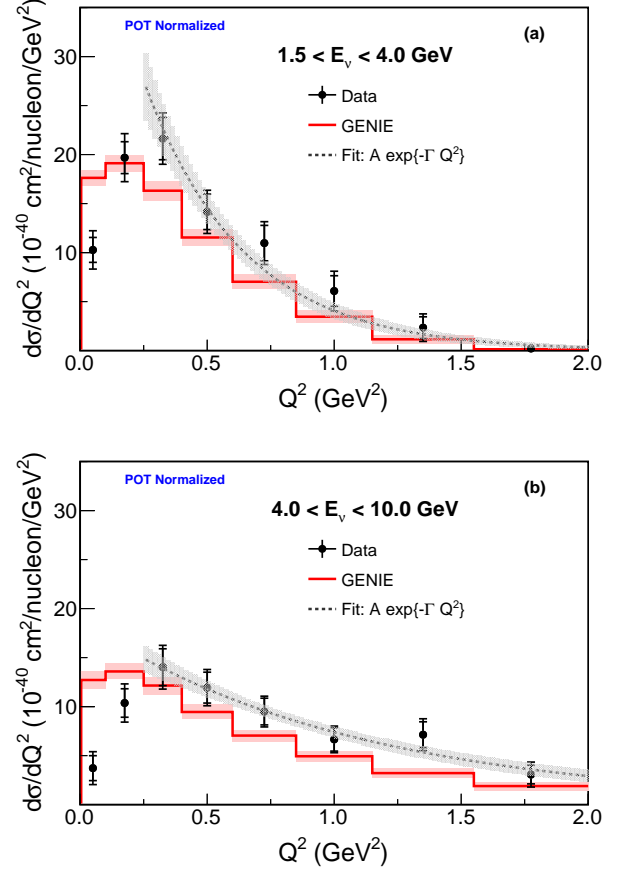 POT Normalized
(a)
1.5 < E_ν < 4.0 GeV
Data
GENIE
Fit: A exp{-Γ Q²}
30
20
10
0.0 0.5 1.0 1.5 2.0
Q² (GeV²)
dσ/dQ² (10⁻⁴⁰ cm²/nucleon/GeV²)
POT Normalized
(b)
4.0 < E_ν < 10.0 GeV
Data
GENIE
Fit: A exp{-Γ Q²}
30
20
10
0.0 0.5 1.0 1.5 2.0
Q² (GeV²)
dσ/dQ² (10⁻⁴⁰ cm²/nucleon/GeV²)